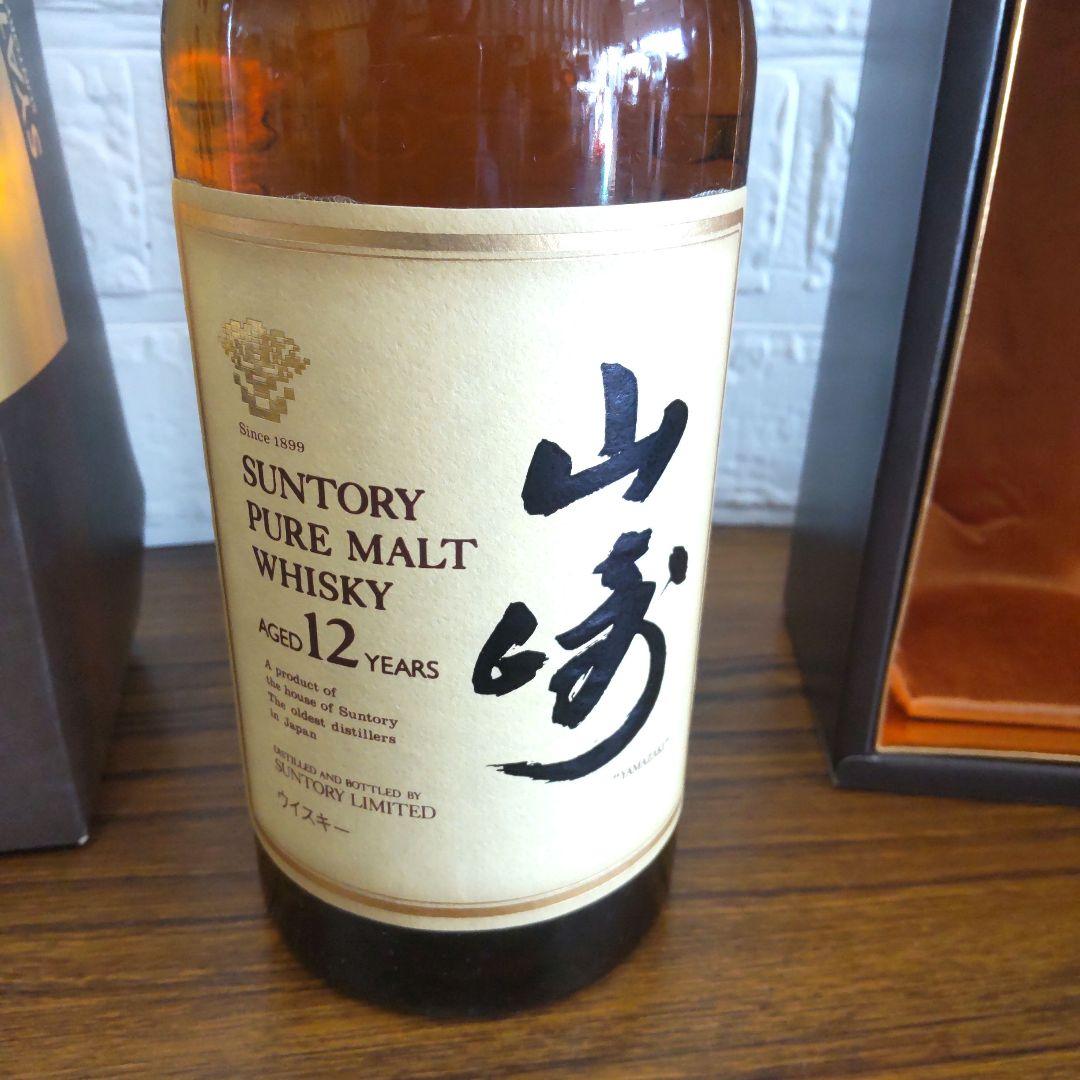 Since 1899
SUNTORY
PURE MALT
WHISKY
AGED 12 YEARS
A product of
the house of Suntory
The oldest distillers
in Japan
DISTILLED AND BOTTLED BY
SUNTORY LIMITED
ウイスキー
山崎
"YAMAZAKI"